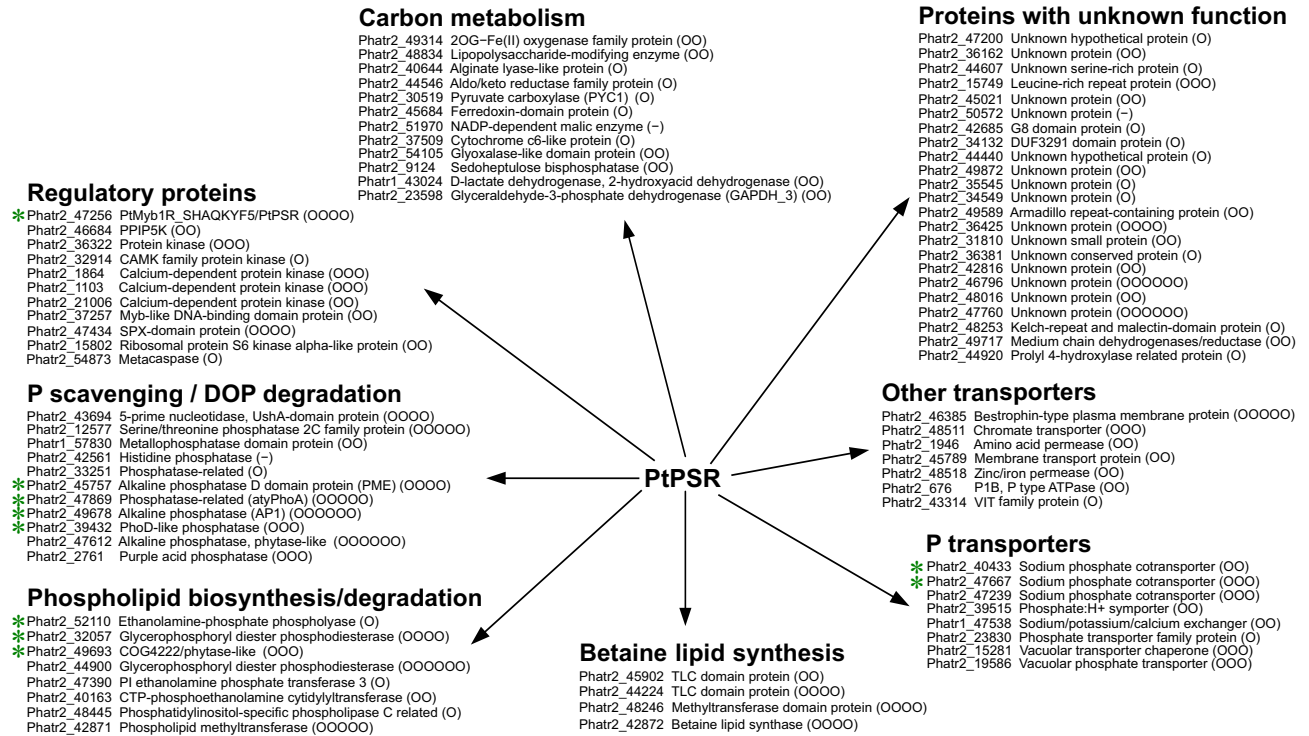 Carbon metabolism
Phatr2_49314 2OG−Fe(II) oxygenase family protein (OO)
Phatr2_48834 Lipopolysaccharide-modifying enzyme (OO)
Phatr2_40644 Alginate lyase-like protein (O)
Phatr2_44546 Aldo/keto reductase family protein (O)
Phatr2_30519 Pyruvate carboxylase (PYC1) (O)
Phatr2_45684 Ferredoxin-domain protein (O)
Phatr2_51970 NADP-dependent malic enzyme (−)
Phatr2_37509 Cytochrome c6-like protein (O)
Phatr2_54105 Glyoxalase-like domain protein (OO)
Phatr2_9124 Sedoheptulose bisphosphatase (OO)
Phatr1_43024 D-lactate dehydrogenase, 2-hydroxyacid dehydrogenase (OO)
Phatr2_23598 Glyceraldehyde-3-phosphate dehydrogenase (GAPDH_3) (OO)
Proteins with unknown function
Phatr2_47200 Unknown hypothetical protein (O)
Phatr2_36162 Unknown protein (OO)
Phatr2_44607 Unknown serine-rich protein (O)
Phatr2_15749 Leucine-rich repeat protein (OOO)
Phatr2_45021 Unknown protein (OO)
Phatr2_50572 Unknown protein (−)
Phatr2_42685 G8 domain protein (O)
Phatr2_34132 DUF3291 domain protein (O)
Phatr2_44440 Unknown hypothetical protein (O)
Phatr2_49872 Unknown protein (OO)
Phatr2_35545 Unknown protein (O)
Phatr2_34549 Unknown protein (O)
Phatr2_49589 Armadillo repeat-containing protein (OO)
Phatr2_36425 Unknown protein (OOOO)
Phatr2_31810 Unknown small protein (OO)
Phatr2_36381 Unknown conserved protein (O)
Phatr2_42816 Unknown protein (OO)
Phatr2_46796 Unknown protein (OOOOOO)
Phatr2_48016 Unknown protein (OO)
Phatr2_47760 Unknown protein (OOOOOO)
Phatr2_48253 Kelch-repeat and malectin-domain protein (O)
Phatr2_49717 Medium chain dehydrogenases/reductase (OO)
Phatr2_44920 Prolyl 4-hydroxylase related protein (O)
Regulatory proteins
* Phatr2_47256 PtMyb1R_SHAQKYF5/PtPSR (OOOO)
Phatr2_46684 PPIP5K (OO)
Phatr2_36322 Protein kinase (OOO)
Phatr2_32914 CAMK family protein kinase (O)
Phatr2_1864 Calcium-dependent protein kinase (OOO)
Phatr2_1103 Calcium-dependent protein kinase (OOO)
Phatr2_21006 Calcium-dependent protein kinase (OO)
Phatr2_37257 Myb-like DNA-binding domain protein (OO)
Phatr2_47434 SPX-domain protein (OOOO)
Phatr2_15802 Ribosomal protein S6 kinase alpha-like protein (OO)
Phatr2_54873 Metacaspase (O)
P scavenging / DOP degradation
Phatr2_43694 5-prime nucleotidase, UshA-domain protein (OOOO)
Phatr2_12577 Serine/threonine phosphatase 2C family protein (OOOOO)
Phatr1_57830 Metallophosphatase domain protein (OO)
Phatr2_42561 Histidine phosphatase (−)
Phatr2_33251 Phosphatase-related (O)
* Phatr2_45757 Alkaline phosphatase D domain protein (PME) (OOOO)
* Phatr2_47869 Phosphatase-related (atyPhoA) (OOOOO)
* Phatr2_49678 Alkaline phosphatase (AP1) (OOOOOO)
* Phatr2_39432 PhoD-like phosphatase (OOO)
Phatr2_47612 Alkaline phosphatase, phytase-like (OOOOOO)
Phatr2_2761 Purple acid phosphatase (OOO)
PtPSR
Other transporters
Phatr2_46385 Bestrophin-type plasma membrane protein (OOOOO)
Phatr2_48511 Chromate transporter (OOO)
Phatr2_1946 Amino acid permease (OO)
Phatr2_45789 Membrane transport protein (OO)
Phatr2_48518 Zinc/iron permease (OO)
Phatr2_676 P1B, P type ATPase (OO)
Phatr2_43314 VIT family protein (O)
P transporters
* Phatr2_40433 Sodium phosphate cotransporter (OO)
* Phatr2_47667 Sodium phosphate cotransporter (OOO)
Phatr2_47239 Sodium phosphate cotransporter (OOO)
Phatr2_39515 Phosphate:H+ symporter (OO)
Phatr1_47538 Sodium/potassium/calcium exchanger (OO)
Phatr2_23830 Phosphate transporter family protein (O)
Phatr2_15281 Vacuolar transporter chaperone (OOO)
Phatr2_19586 Vacuolar phosphate transporter (OOO)
Phospholipid biosynthesis/degradation
* Phatr2_52110 Ethanolamine-phosphate phospholyase (O)
* Phatr2_32057 Glycerophosphoryl diester phosphodiesterase (OOOO)
* Phatr2_49693 COG4222/phytase-like (OOO)
Phatr2_44900 Glycerophosphoryl diester phosphodiesterase (OOOOOO)
Phatr2_47390 PI ethanolamine phosphate transferase 3 (O)
Phatr2_40163 CTP-phosphoethanolamine cytidylyltransferase (OO)
Phatr2_48445 Phosphatidylinositol-specific phospholipase C related (O)
Phatr2_42871 Phospholipid methyltransferase (OOOOO)
Betaine lipid synthesis
Phatr2_45902 TLC domain protein (OO)
Phatr2_44224 TLC domain protein (OOOO)
Phatr2_48246 Methyltransferase domain protein (OOOO)
Phatr2_42872 Betaine lipid synthase (OOOO)